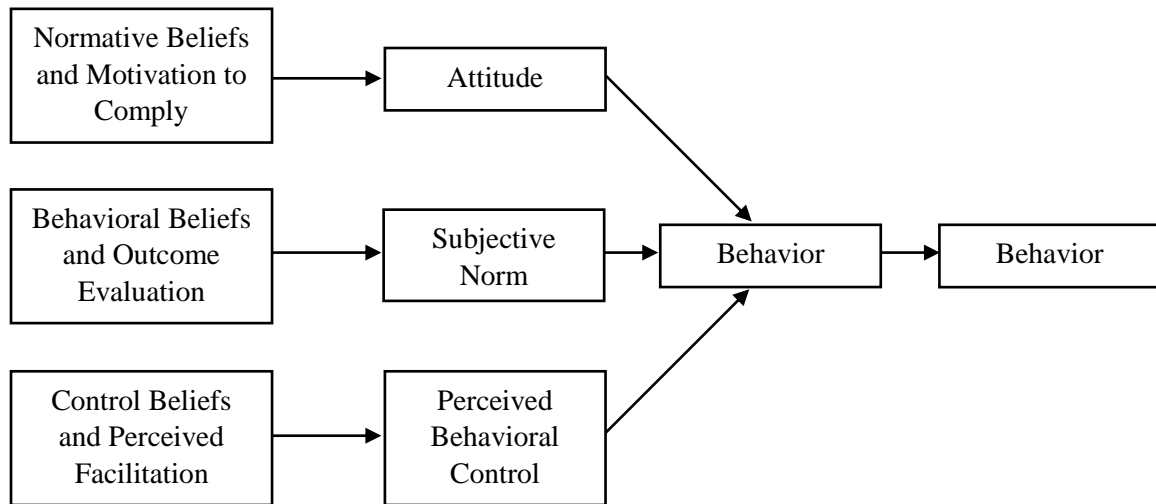 Normative Beliefs
and Motivation to
Comply
Attitude
Behavioral Beliefs
and Outcome
Evaluation
Subjective
Norm
Behavior
Behavior
Control Beliefs
and Perceived
Facilitation
Perceived
Behavioral
Control